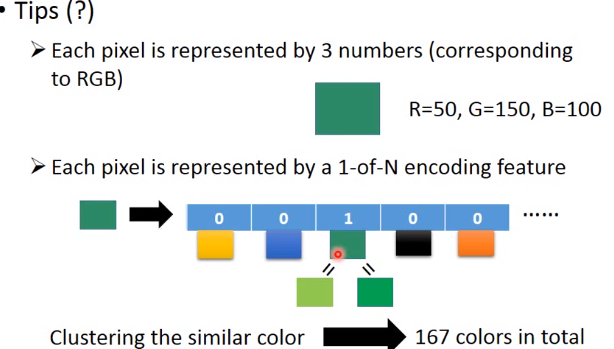 • Tips (?)
➢ Each pixel is represented by 3 numbers (corresponding
to RGB)
R=50, G=150, B=100
➢ Each pixel is represented by a 1-of-N encoding feature
0 0 1 0 0 ......
Clustering the similar color 167 colors in total